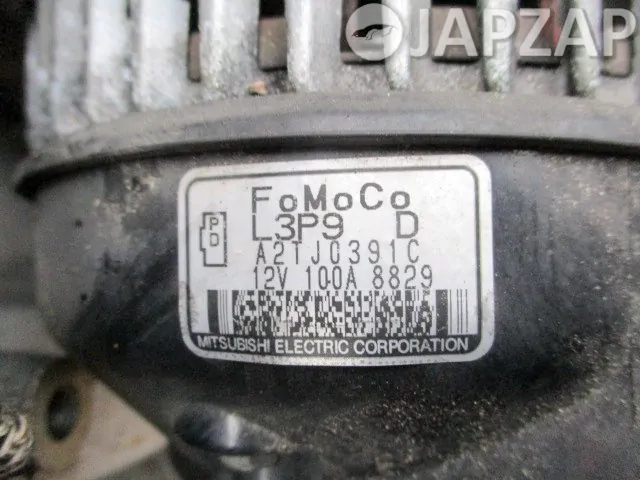 JAPZAP
FoMoCo
L3P9 D
P
D
A2TJ0391C
12V 100A 8829
MITSUBISHI ELECTRIC CORPORATION